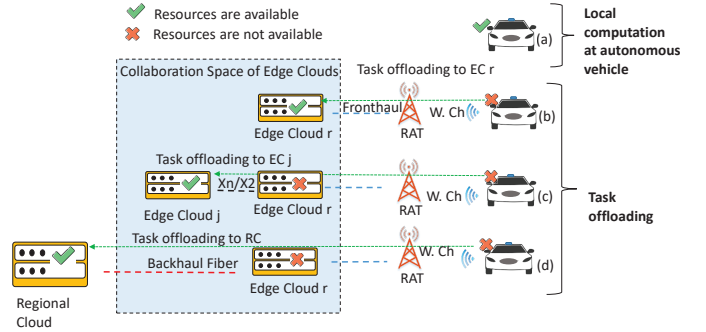 Resources are available
Resources are not available
(a)
Local
computation
at autonomous
vehicle
Collaboration Space of Edge Clouds
Task offloading to EC r
Fronthaul
W. Ch
(b)
Edge Cloud r
RAT
Task offloading to EC j
Xn/X2
W. Ch
(c)
Edge Cloud j
Edge Cloud r
RAT
Task
offloading
Task offloading to RC
W. Ch
Backhaul Fiber
(d)
Edge Cloud r
RAT
Regional
Cloud